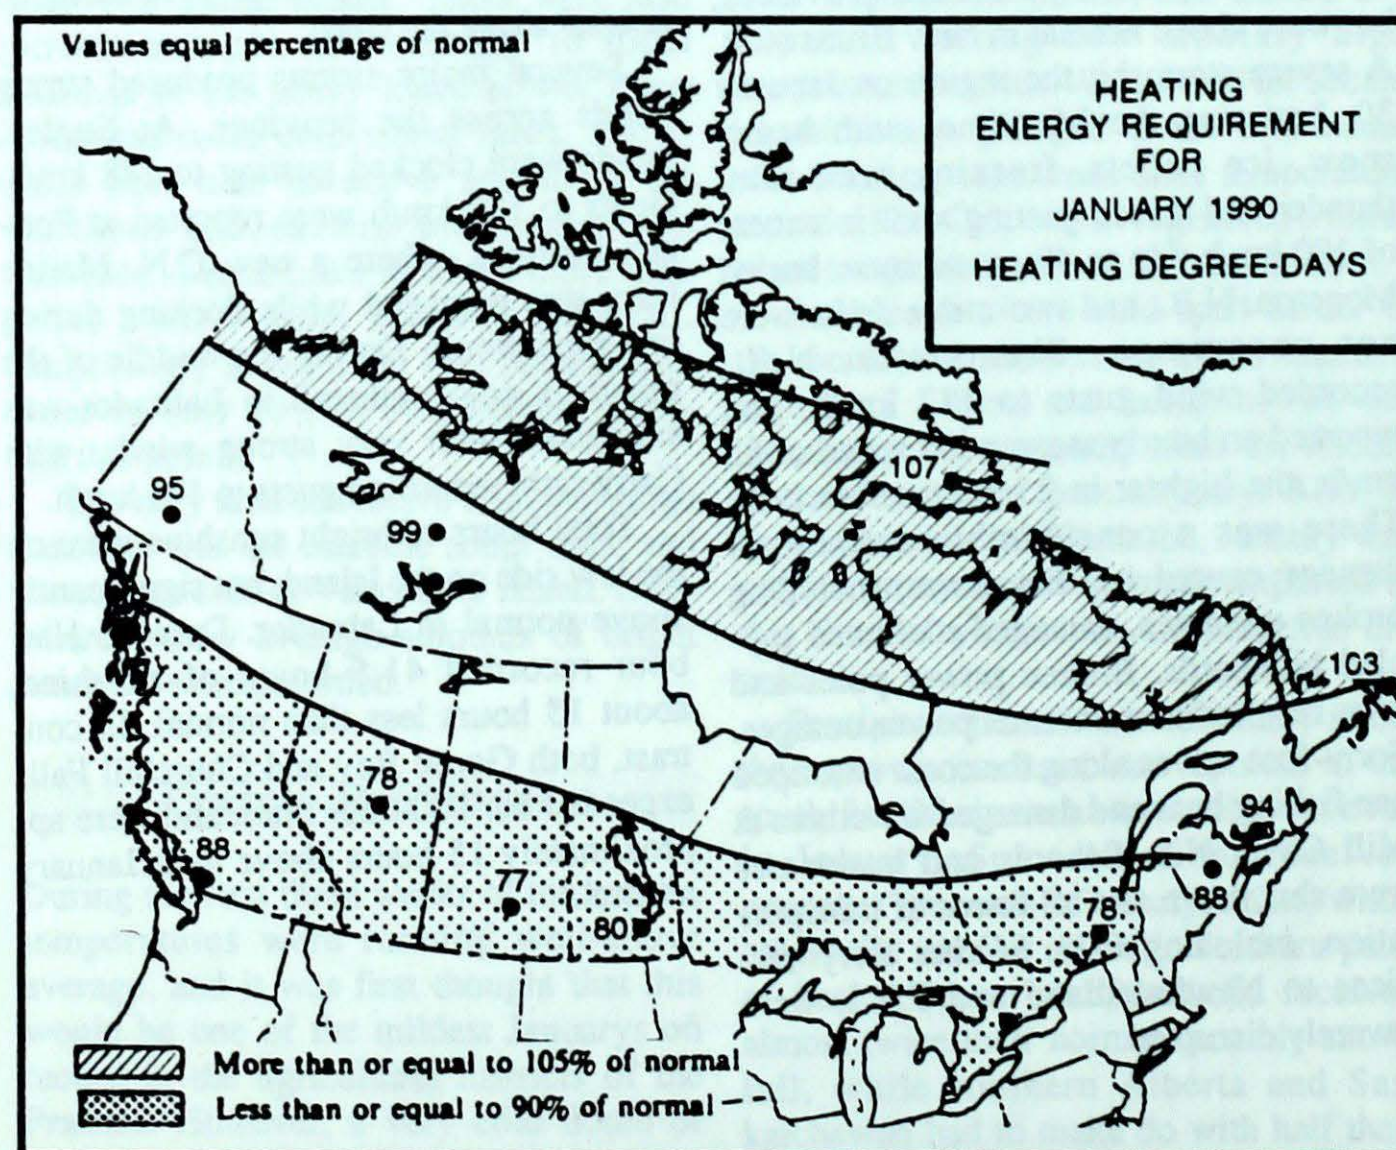 Values equal percentage of normal
HEATING
ENERGY REQUIREMENT
FOR
JANUARY 1990
HEATING DEGREE-DAYS
107
95
99
103
78
94
88
77
88
80
78
More than or equal to 105% of normal
Less than or equal to 90% of normal